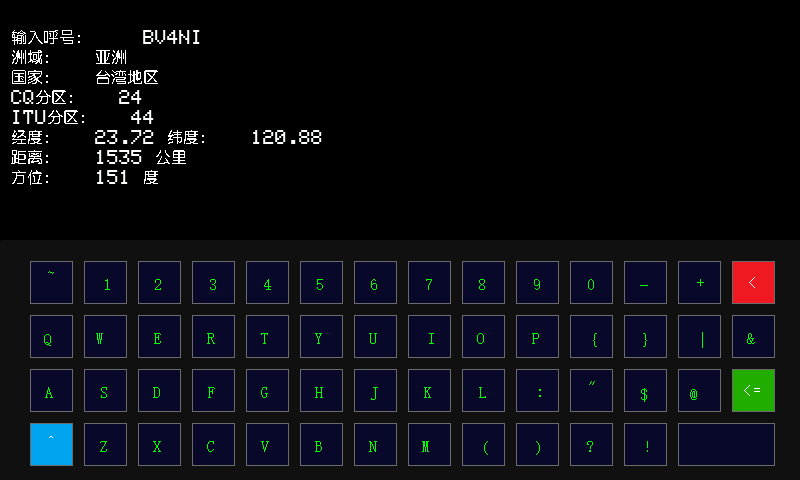 输入呼号: BV4NI
洲域: 亚洲
国家: 台湾地区
CQ分区: 24
ITU分区: 44
经度: 23.72 纬度: 120.88
距离: 1535 公里
方位: 151 度
~ 1 2 3 4 5 6 7 8 9 0 — + <
Q W E R T Y U I O P { } | &
A S D F G H J K L : " $ @ <=
^ Z X C V B N M ( ) ? !